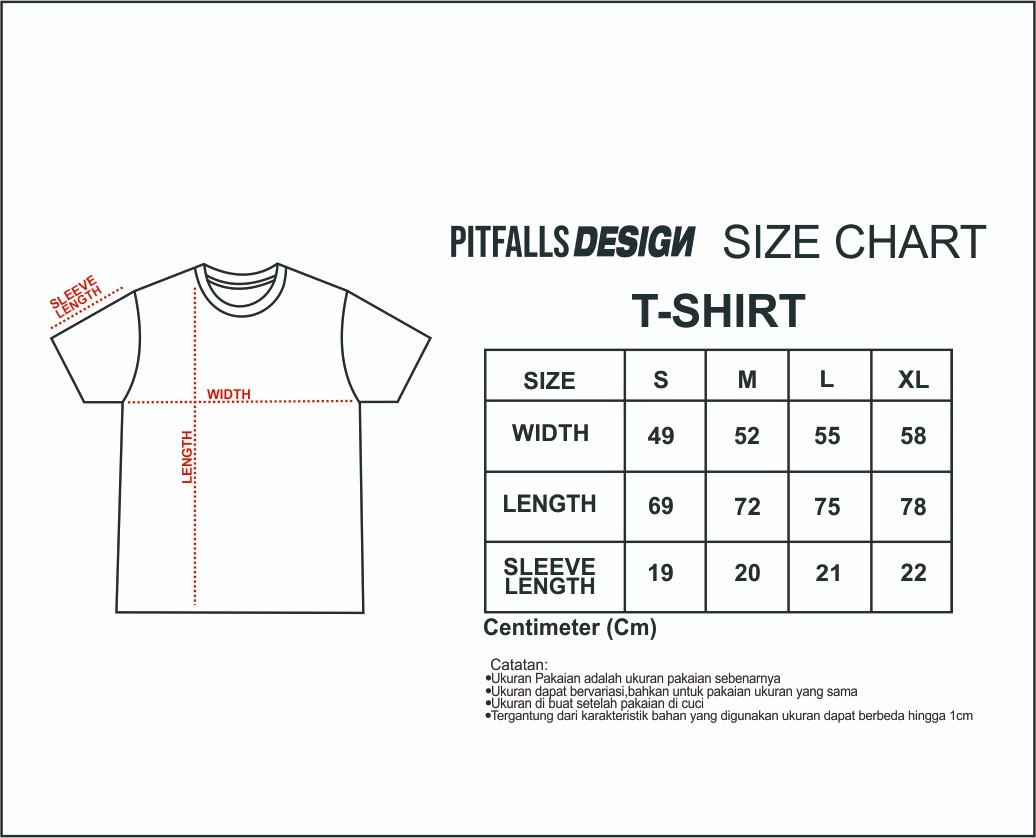 PITFALLS DESIGN SIZE CHART
T-SHIRT
SLEEVE
LENGTH
WIDTH
LENGTH
SIZE S M L XL
WIDTH 49 52 55 58
LENGTH 69 72 75 78
SLEEVE
LENGTH 19 20 21 22
Centimeter (Cm)
Catatan:
•Ukuran Pakaian adalah ukuran pakaian sebenarnya
•Ukuran dapat bervariasi,bahkan untuk pakaian ukuran yang sama
•Ukuran di buat setelah pakaian di cuci
•Tergantung dari karakteristik bahan yang digunakan ukuran dapat berbeda hingga 1cm